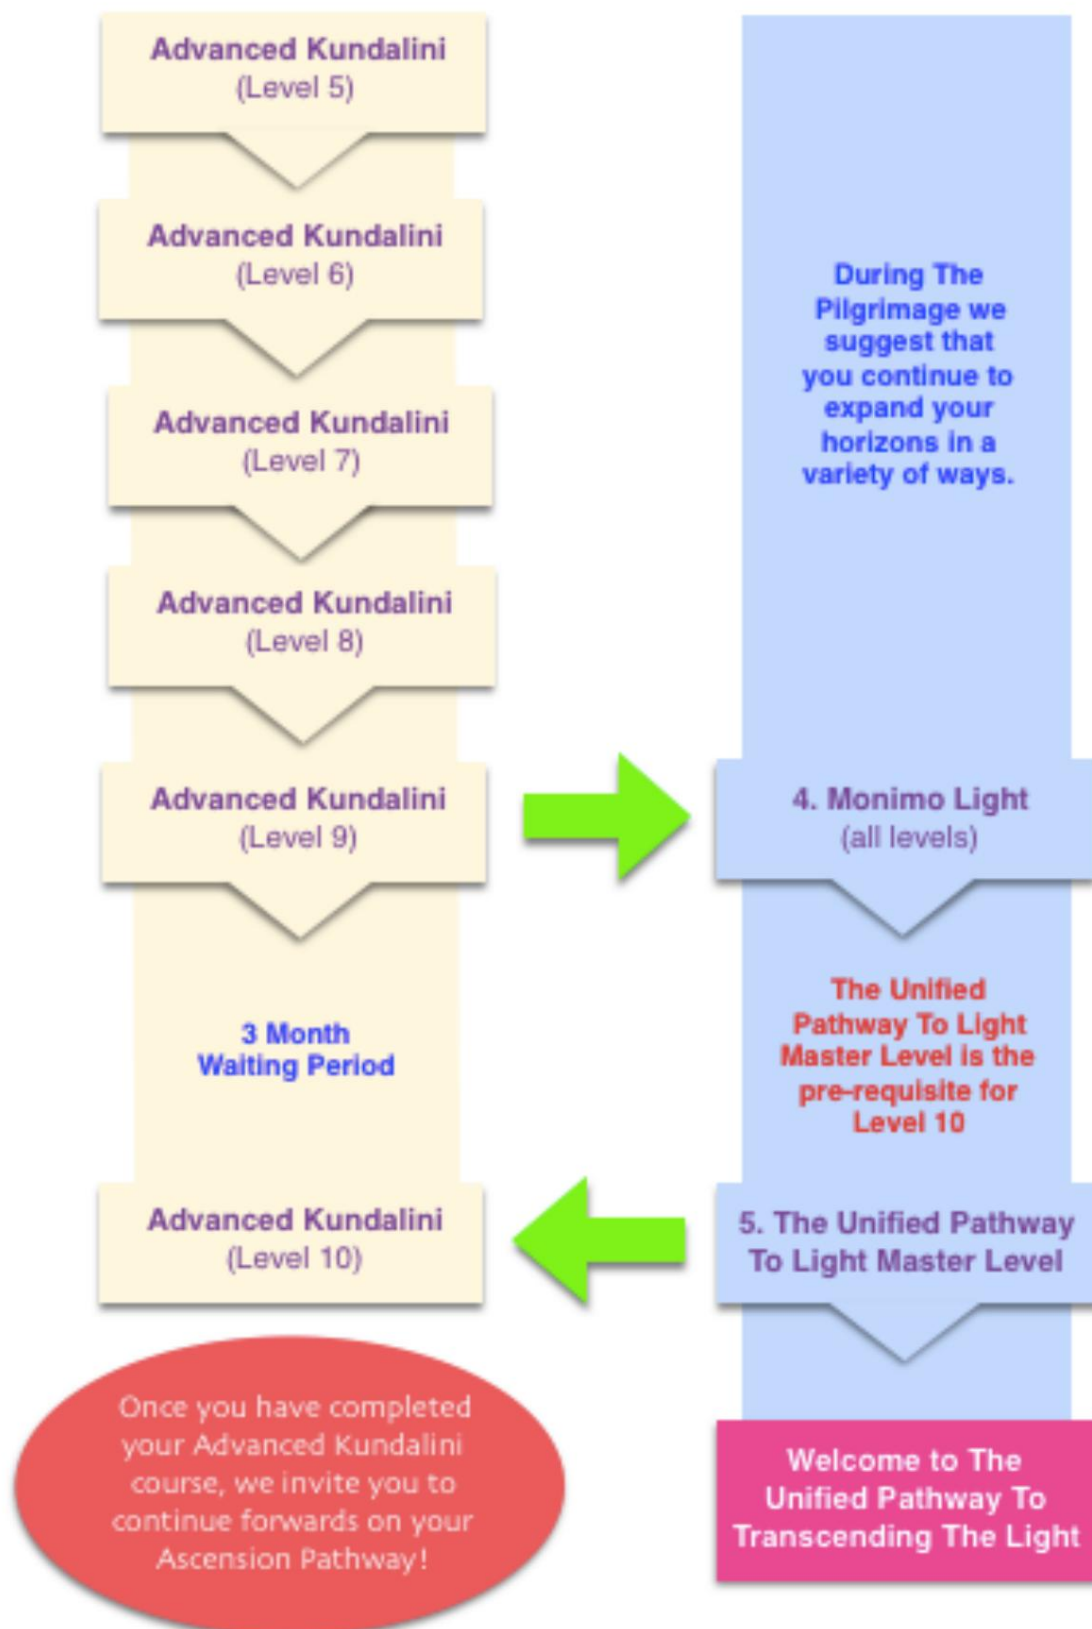 Advanced Kundalini
(Level 5)
Advanced Kundalini
(Level 6)
Advanced Kundalini
(Level 7)
Advanced Kundalini
(Level 8)
Advanced Kundalini
(Level 9)
3 Month
Waiting Period
Advanced Kundalini
(Level 10)
Once you have completed
your Advanced Kundalini
course, we invite you to
continue forwards on your
Ascension Pathway!
During The
Pilgrimage we
suggest that
you continue to
expand your
horizons in a
variety of ways.
4. Monimo Light
(all levels)
The Unified
Pathway To Light
Master Level is the
pre-requisite for
Level 10
5. The Unified Pathway
To Light Master Level
Welcome to The
Unified Pathway To
Transcending The Light